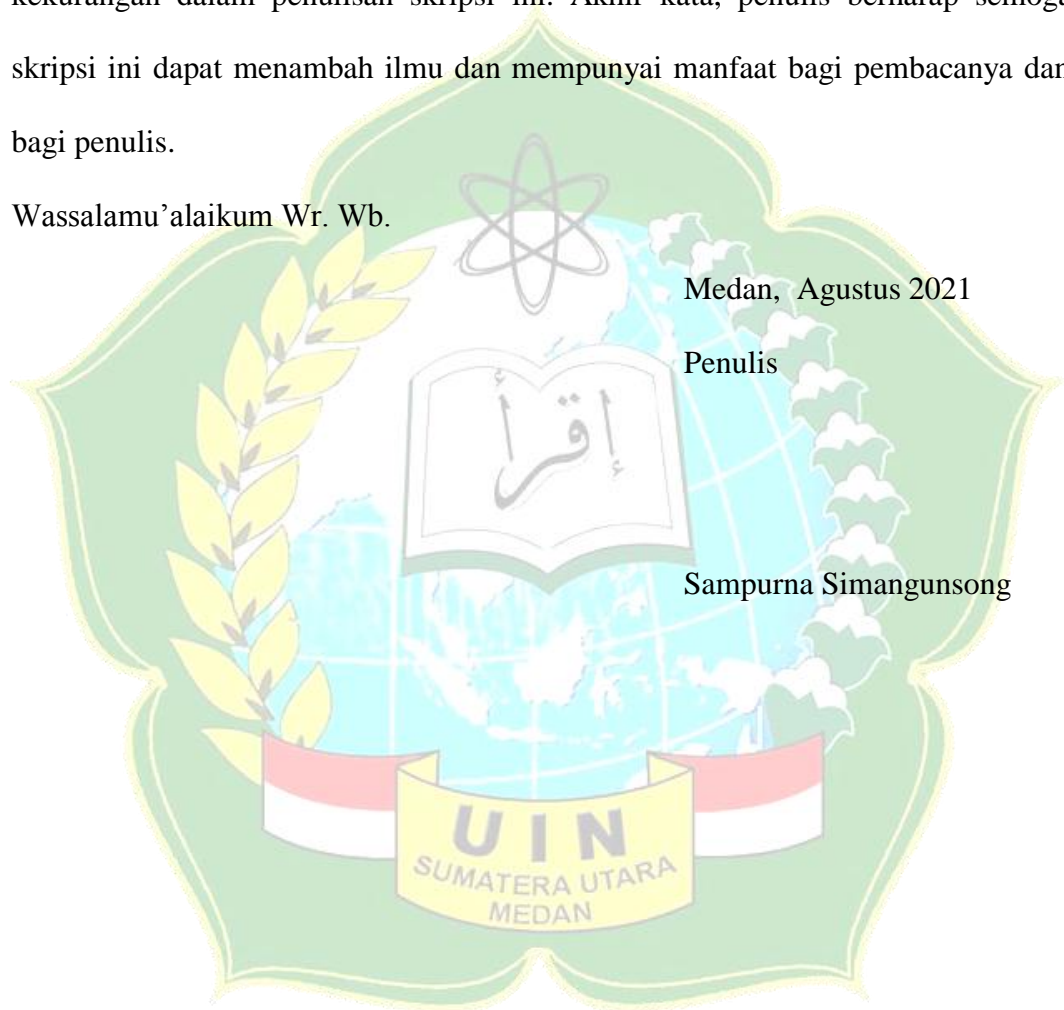 kekurangan dalam penulisan skripsi ini. Akhir kata, penulis berharap semoga
skripsi ini dapat menambah ilmu dan mempunyai manfaat bagi pembacanya dan
bagi penulis.
Wassalamu’alaikum Wr. Wb.
Medan,  Agustus 2021
Penulis
إقرأ
Sampurna Simangunsong
UIN
SUMATERA UTARA
MEDAN